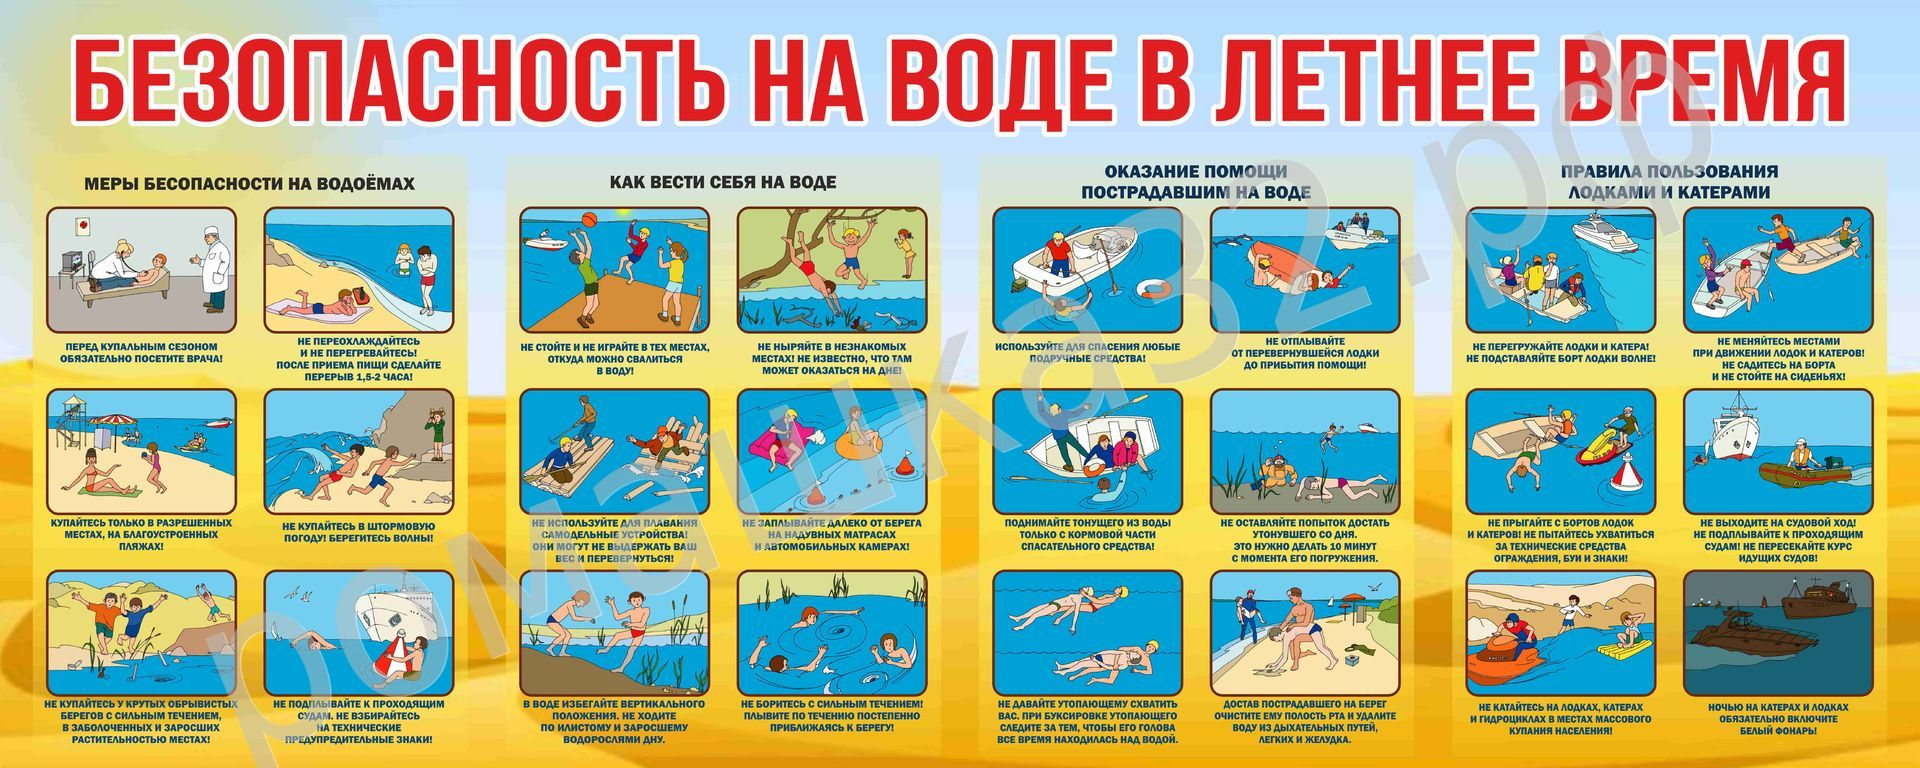 БЕЗОПАСНОСТЬ НА ВОДЕ В ЛЕТНЕЕ ВРЕМЯ
МЕРЫ БЕСОПАСНОСТИ НА ВОДОЁМАХ
ПЕРЕД КУПАЛЬНЫМ СЕЗОНОМ
ОБЯЗАТЕЛЬНО ПОСЕТИТЕ ВРАЧА!
НЕ ПЕРЕОХЛАЖДАЙТЕСЬ
И НЕ ПЕРЕГРЕВАЙТЕСЬ!
ПОСЛЕ ПРИЕМА ПИЩИ СДЕЛАЙТЕ
ПЕРЕРЫВ 1,5-2 ЧАСА!
КУПАЙТЕСЬ ТОЛЬКО В РАЗРЕШЕННЫХ
МЕСТАХ, НА БЛАГОУСТРОЕННЫХ
ПЛЯЖАХ!
НЕ КУПАЙТЕСЬ В ШТОРМОВУЮ
ПОГОДУ! БЕРЕГИТЕСЬ ВОЛНЫ!
НЕ КУПАЙТЕСЬ У КРУТЫХ ОБРЫВИСТЫХ
БЕРЕГОВ С СИЛЬНЫМ ТЕЧЕНИЕМ,
В ЗАБОЛОЧЕННЫХ И ЗАРОСШИХ
РАСТИТЕЛЬНОСТЬЮ МЕСТАХ!
НЕ ПОДПЛЫВАЙТЕ К ПРОХОДЯЩИМ
СУДАМ. НЕ ВЗБИРАЙТЕСЬ
НА ТЕХНИЧЕСКИЕ
ПРЕДУПРЕДИТЕЛЬНЫЕ ЗНАКИ!
КАК ВЕСТИ СЕБЯ НА ВОДЕ
НЕ СТОЙТЕ И НЕ ИГРАЙТЕ В ТЕХ МЕСТАХ,
ОТКУДА МОЖНО СВАЛИТЬСЯ
В ВОДУ!
НЕ НЫРЯЙТЕ В НЕЗНАКОМЫХ
МЕСТАХ! НЕ ИЗВЕСТНО, ЧТО ТАМ
МОЖЕТ ОКАЗАТЬСЯ НА ДНЕ!
НЕ ИСПОЛЬЗУЙТЕ ДЛЯ ПЛАВАНИЯ
САМОДЕЛЬНЫЕ УСТРОЙСТВА!
ОНИ МОГУТ НЕ ВЫДЕРЖАТЬ ВАШ
ВЕС И ПЕРЕВЕРНУТЬСЯ!
НЕ ЗАПЛЫВАЙТЕ ДАЛЕКО ОТ БЕРЕГА
НА НАДУВНЫХ МАТРАСАХ
И АВТОМОБИЛЬНЫХ КАМЕРАХ!
В ВОДЕ ИЗБЕГАЙТЕ ВЕРТИКАЛЬНОГО
ПОЛОЖЕНИЯ. НЕ ХОДИТЕ
ПО ИЛИСТОМУ И ЗАРОСШЕМУ
ВОДОРОСЛЯМИ ДНУ.
НЕ БОРИТЕСЬ С СИЛЬНЫМ ТЕЧЕНИЕМ!
ПЛЫВИТЕ ПО ТЕЧЕНИЮ ПОСТЕПЕННО
ПРИБЛИЖАЯСЬ К БЕРЕГУ!
ОКАЗАНИЕ ПОМОЩИ
ПОСТРАДАВШИМ НА ВОДЕ
ИСПОЛЬЗУЙТЕ ДЛЯ СПАСЕНИЯ ЛЮБЫЕ
ПОДРУЧНЫЕ СРЕДСТВА!
НЕ ОТПЛЫВАЙТЕ
ОТ ПЕРЕВЕРНУВШЕЙСЯ ЛОДКИ
ДО ПРИБЫТИЯ ПОМОЩИ!
ПОДНИМАЙТЕ ТОНУЩЕГО ИЗ ВОДЫ
ТОЛЬКО С КОРМОВОЙ ЧАСТИ
СПАСАТЕЛЬНОГО СРЕДСТВА!
НЕ ОСТАВЛЯЙТЕ ПОПЫТОК ДОСТАТЬ
УТОНУВШЕГО СО ДНЯ.
ЭТО НУЖНО ДЕЛАТЬ 10 МИНУТ
С МОМЕНТА ЕГО ПОГРУЖЕНИЯ.
НЕ ДАВАЙТЕ УТОПАЮЩЕМУ СХВАТИТЬ
ВАС. ПРИ БУКСИРОВКЕ УТОПАЮЩЕГО
СЛЕДИТЕ ЗА ТЕМ, ЧТОБЫ ЕГО ГОЛОВА
ВСЕ ВРЕМЯ НАХОДИЛАСЬ НАД ВОДОЙ.
ДОСТАВ ПОСТРАДАВШЕГО НА БЕРЕГ
ОЧИСТИТЕ ЕМУ ПОЛОСТЬ РТА И УДАЛИТЕ
ВОДУ ИЗ ДЫХАТЕЛЬНЫХ ПУТЕЙ,
ЛЕГКИХ И ЖЕЛУДКА.
ПРАВИЛА ПОЛЬЗОВАНИЯ
ЛОДКАМИ И КАТЕРАМИ
НЕ ПЕРЕГРУЖАЙТЕ ЛОДКИ И КАТЕРА!
НЕ ПОДСТАВЛЯЙТЕ БОРТ ЛОДКИ ВОЛНЕ!
НЕ МЕНЯЙТЕСЬ МЕСТАМИ
ПРИ ДВИЖЕНИИ ЛОДОК И КАТЕРОВ!
НЕ САДИТЕСЬ НА БОРТА
И НЕ СТОЙТЕ НА СИДЕНЬЯХ!
НЕ ПРЫГАЙТЕ С БОРТОВ ЛОДОК
И КАТЕРОВ! НЕ ПЫТАЙТЕСЬ УХВАТИТЬСЯ
ЗА ТЕХНИЧЕСКИЕ СРЕДСТВА
ОГРАЖДЕНИЯ, БУИ И ЗНАКИ!
НЕ ВЫХОДИТЕ НА СУДОВОЙ ХОД!
НЕ ПОДПЛЫВАЙТЕ К ПРОХОДЯЩИМ
СУДАМ! НЕ ПЕРЕСЕКАЙТЕ КУРС
ИДУЩИХ СУДОВ!
НЕ КАТАЙТЕСЬ НА ЛОДКАХ, КАТЕРАХ
И ГИДРОЦИКЛАХ В МЕСТАХ МАССОВОГО
КУПАНИЯ НАСЕЛЕНИЯ!
НОЧЬЮ НА КАТЕРАХ И ЛОДКАХ
ОБЯЗАТЕЛЬНО ВКЛЮЧИТЕ
БЕЛЫЙ ФОНАРЬ!
ромашка32.рф